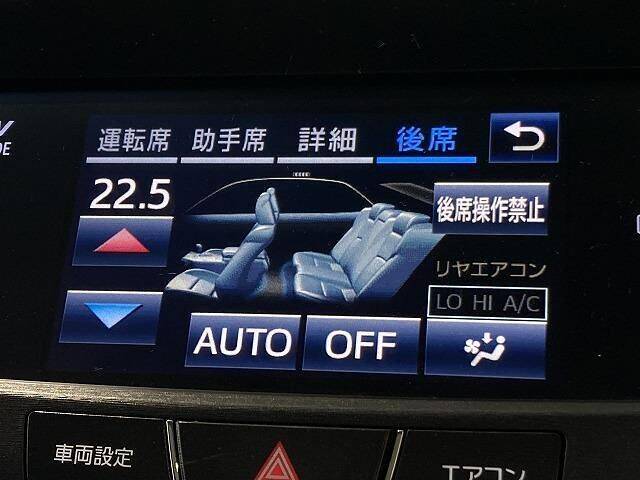 運転席 助手席 詳細 後席
DE
22.5
後席操作禁止
リヤエアコン
LO HI A/C
AUTO OFF
車両設定
エアコン